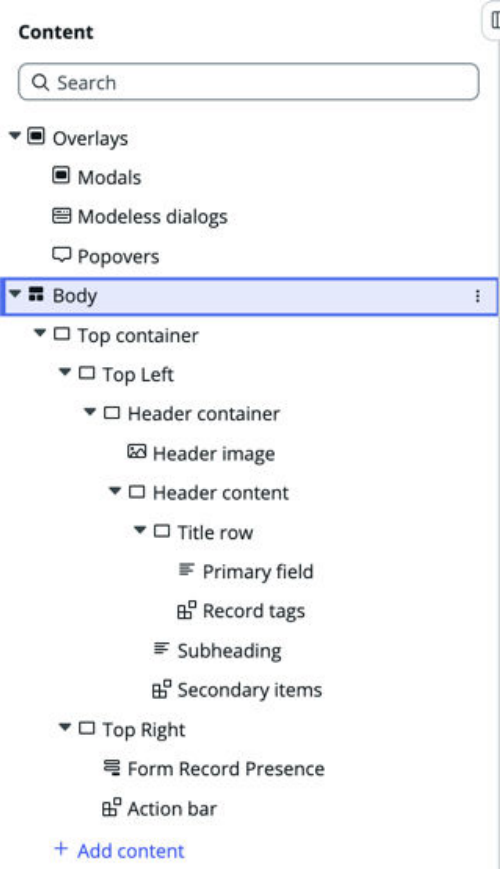 Content
Search
Overlays
Modals
Modeless dialogs
Popovers
Body
Top container
Top Left
Header container
Header image
Header content
Title row
Primary field
Record tags
Subheading
Secondary items
Top Right
Form Record Presence
Action bar
+ Add content